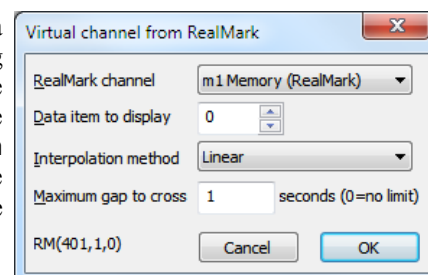 Virtual channel from RealMark
RealMark channel m1 Memory (RealMark)
Data item to display 0
Interpolation method Linear
Maximum gap to cross 1 seconds (0=no limit)
RM(401,1,0) Cancel OK